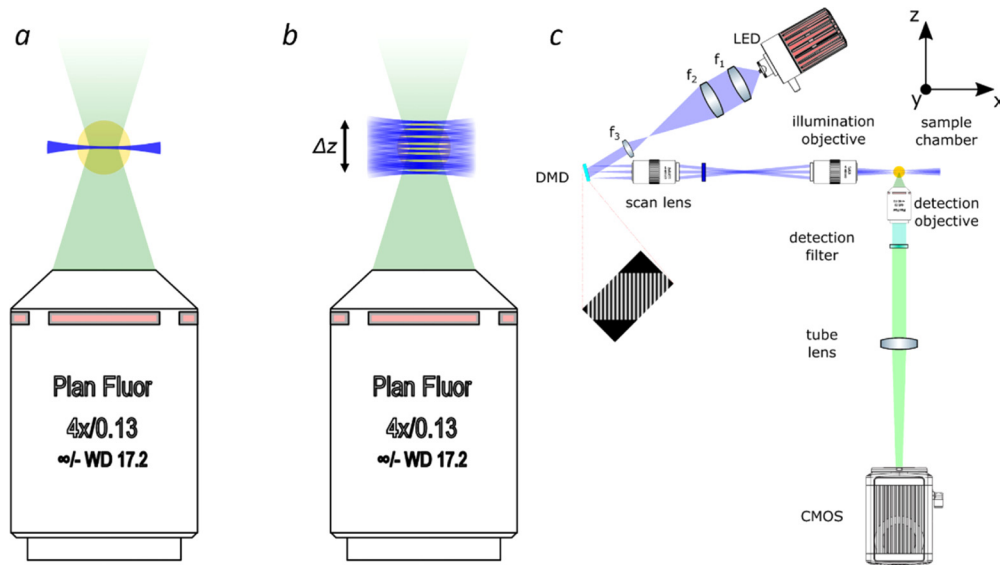 a
b
c
Δz
Plan Fluor
4x/0.13
∞/- WD 17.2
Plan Fluor
4x/0.13
∞/- WD 17.2
LED
f1
f2
f3
DMD
scan lens
illumination
objective
z
x
y
sample
chamber
detection
objective
detection
filter
tube
lens
CMOS